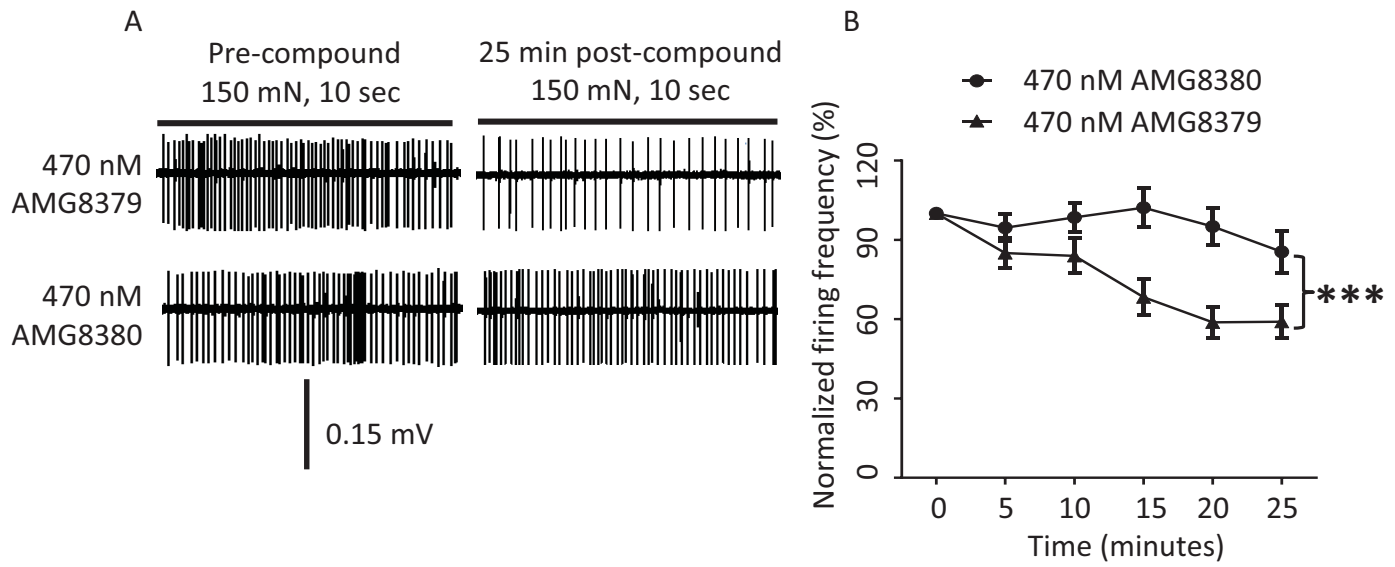 A
Pre-compound
150 mN, 10 sec
25 min post-compound
150 mN, 10 sec
470 nM
AMG8379
470 nM
AMG8380
0.15 mV
B
470 nM AMG8380
470 nM AMG8379
Normalized firing frequency (%)
120
90
60
30
0
***
0 5 10 15 20 25
Time (minutes)